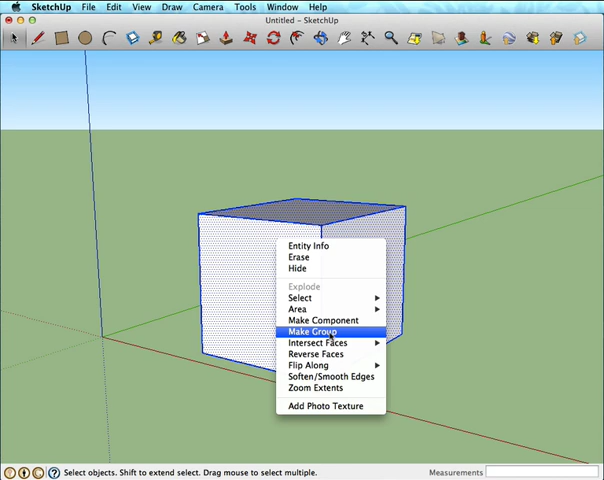 SketchUp File Edit View Draw Camera Tools Window Help
Untitled – SketchUp
Entity Info
Erase
Hide
Explode
Select
Area
Make Component
Make Group
Intersect Faces
Reverse Faces
Flip Along
Soften/Smooth Edges
Zoom Extents
Add Photo Texture
Select objects. Shift to extend select. Drag mouse to select multiple. Measurements